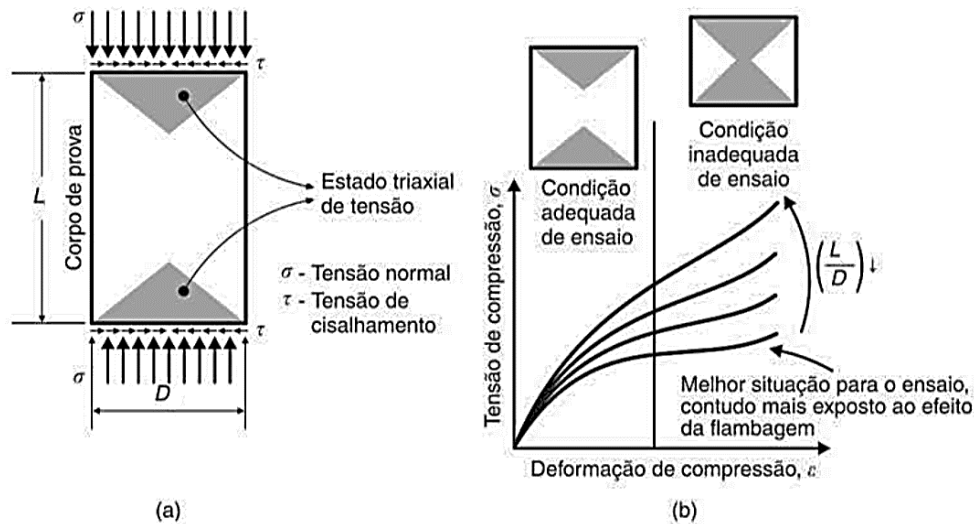 σ
τ
Corpo de prova
L
Estado triaxial
de tensão
σ - Tensão normal
τ - Tensão de
cisalhamento
τ
σ
D
(a)
Condição
adequada
de ensaio
Condição
inadequada
de ensaio
Tensão de compressão, σ
(L/D)↓
Melhor situação para o ensaio,
contudo mais exposto ao efeito
da flambagem
Deformação de compressão, ε
(b)